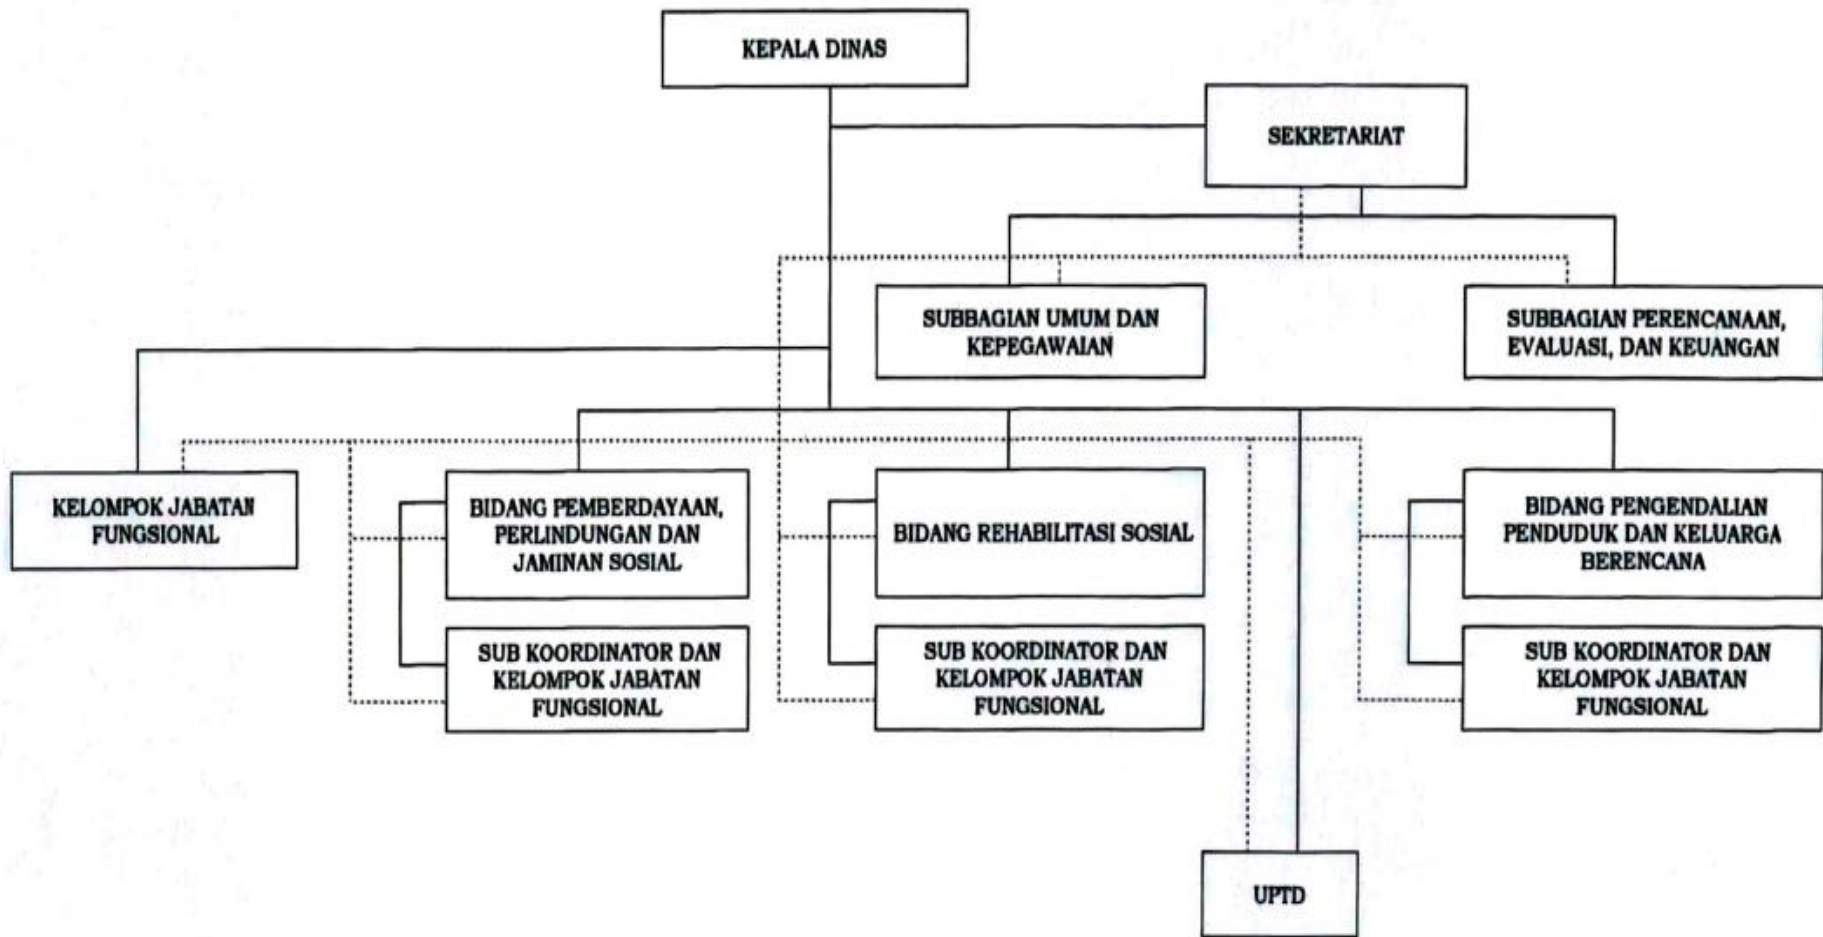 KEPALA DINAS
SEKRETARIAT
SUBBAGIAN UMUM DAN
KEPEGAWAIAN
SUBBAGIAN PERENCANAAN,
EVALUASI, DAN KEUANGAN
KELOMPOK JABATAN
FUNGSIONAL
BIDANG PEMBERDAYAAN,
PERLINDUNGAN DAN
JAMINAN SOSIAL
BIDANG REHABILITASI SOSIAL
BIDANG PENGENDALIAN
PENDUDUK DAN KELUARGA
BERENCANA
SUB KOORDINATOR DAN
KELOMPOK JABATAN
FUNGSIONAL
SUB KOORDINATOR DAN
KELOMPOK JABATAN
FUNGSIONAL
SUB KOORDINATOR DAN
KELOMPOK JABATAN
FUNGSIONAL
UPTD